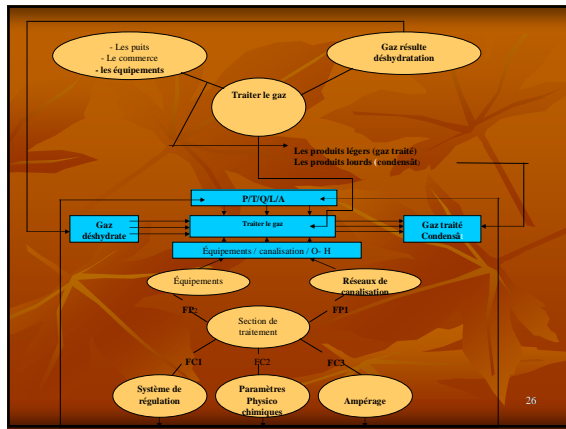 - Les puits
- Le commerce
- les équipements
Gaz résulte
déshydratation
Traiter le gaz
Les produits légers (gaz traité)
Les produits lourds (condensât)
P/T/Q/L/A
Gaz
déshydrate
Traiter le gaz
Gaz traité
Condensâ
Équipements / canalisation / O– H
Équipements
Réseaux de
canalisation
FP2
FP1
Section de
traitement
FC1
FC2
FC3
Système de
régulation
Paramètres
Physico
chimiques
Ampérage
26